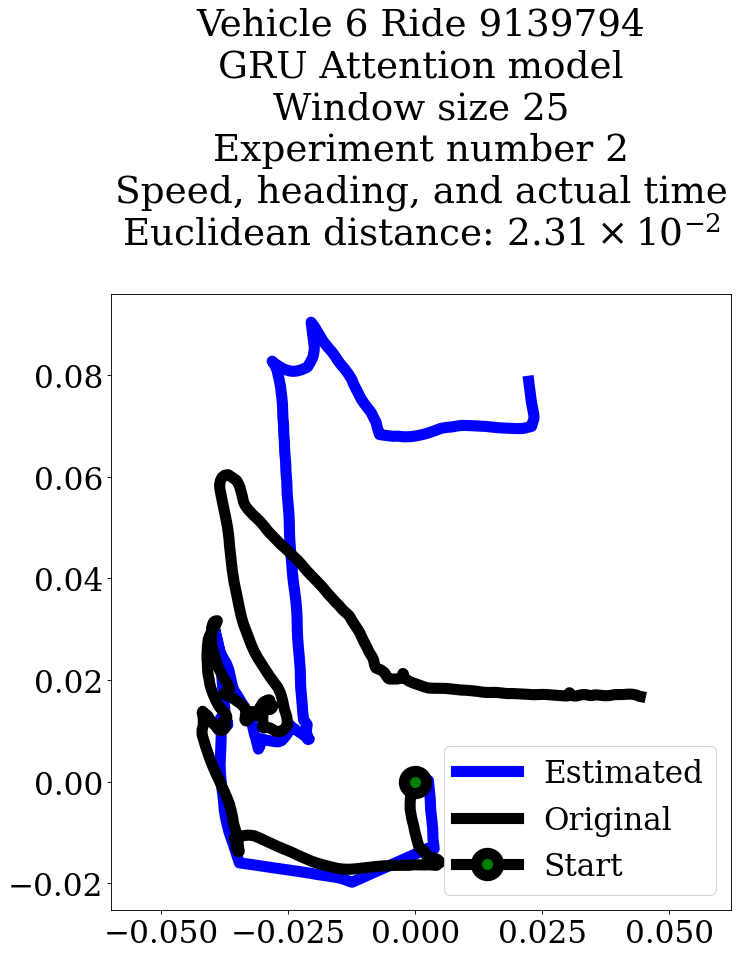 Vehicle 6 Ride 9139794
GRU Attention model
Window size 25
Experiment number 2
Speed, heading, and actual time
Euclidean distance: 2.31 × 10⁻²
0.08
0.06
0.04
0.02
0.00
−0.02
Estimated
Original
Start
−0.050 −0.025 0.000 0.025 0.050